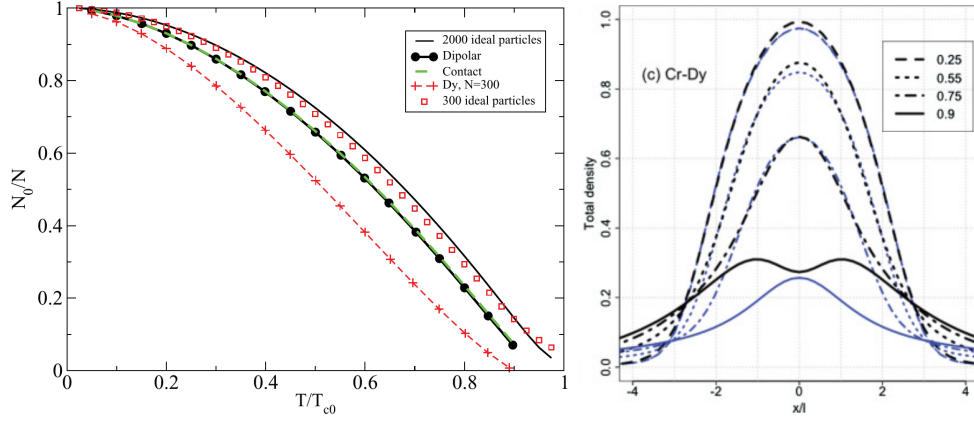 1
0.8
0.6
0.4
0.2
0
N₀/N
0
0.2
0.4
0.6
0.8
1
T/T_c0
2000 ideal particles
Dipolar
Contact
Dy, N=300
300 ideal particles
(c) Cr-Dy
0.25
0.55
0.75
0.9
Total density
1.0
0.8
0.6
0.4
0.2
0.0
-4
-2
0
2
4
x/l